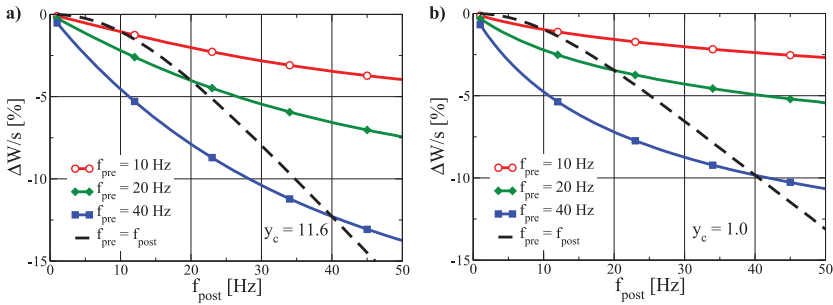 a)
0
-5
-10
-15
ΔW/s [%]
f_pre = 10 Hz
f_pre = 20 Hz
f_pre = 40 Hz
f_pre = f_post
y_c = 11.6
0 10 20 30 40 50
f_post [Hz]
b)
0
-5
-10
-15
ΔW/s [%]
f_pre = 10 Hz
f_pre = 20 Hz
f_pre = 40 Hz
f_pre = f_post
y_c = 1.0
0 10 20 30 40 50
f_post [Hz]